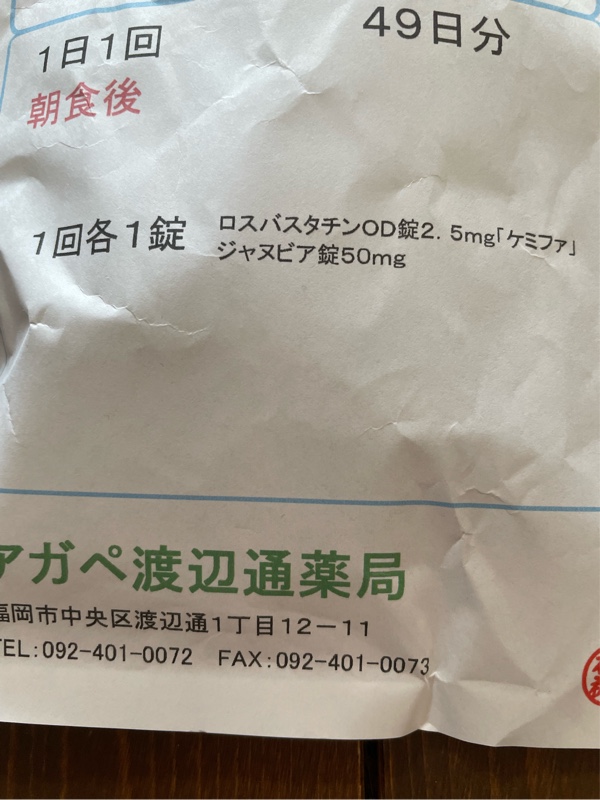 1日1回
49日分
朝食後
1回各1錠
ロスバスタチンOD錠2．5mg「ケミファ」
ジャヌビア錠50mg
アガペ渡辺通薬局
福岡市中央区渡辺通1丁目12－11
TEL:092-401-0072 FAX:092-401-0073